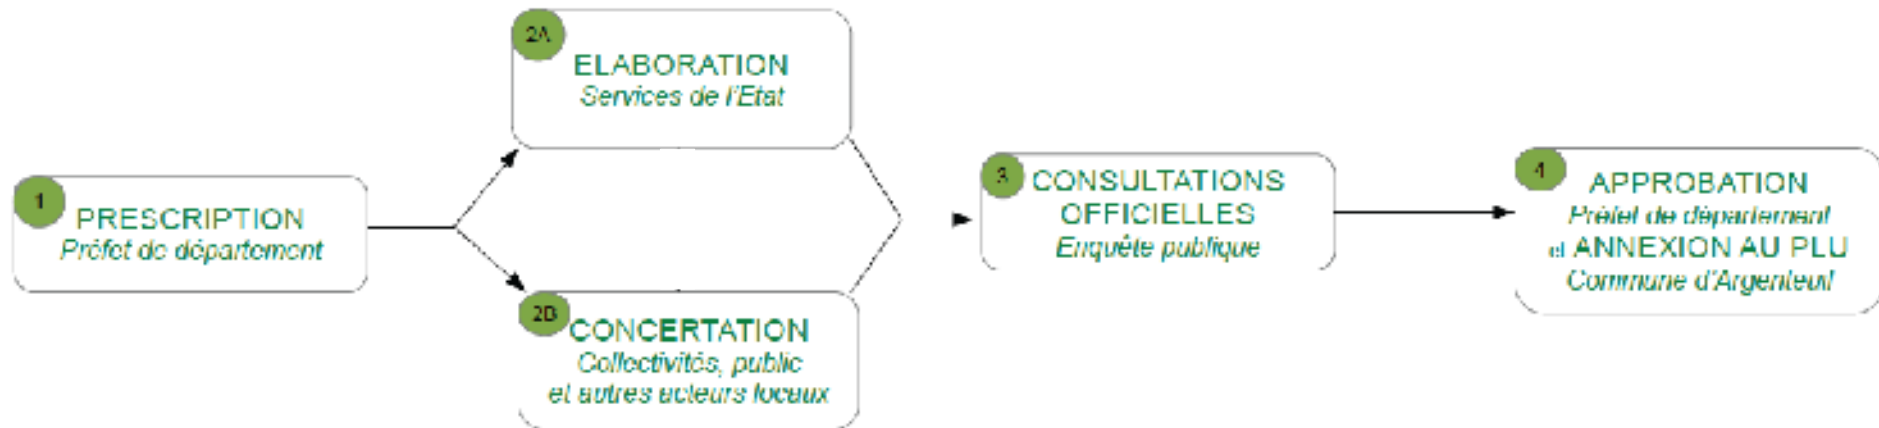 1
PRESCRIPTION
Préfet de département
2A
ELABORATION
Services de l'Etat
2B
CONCERTATION
Collectivités, public
et autres acteurs locaux
3
CONSULTATIONS
OFFICIELLES
Enquête publique
4
APPROBATION
Préfet de département
et ANNEXION AU PLU
Commune d'Argenteuil